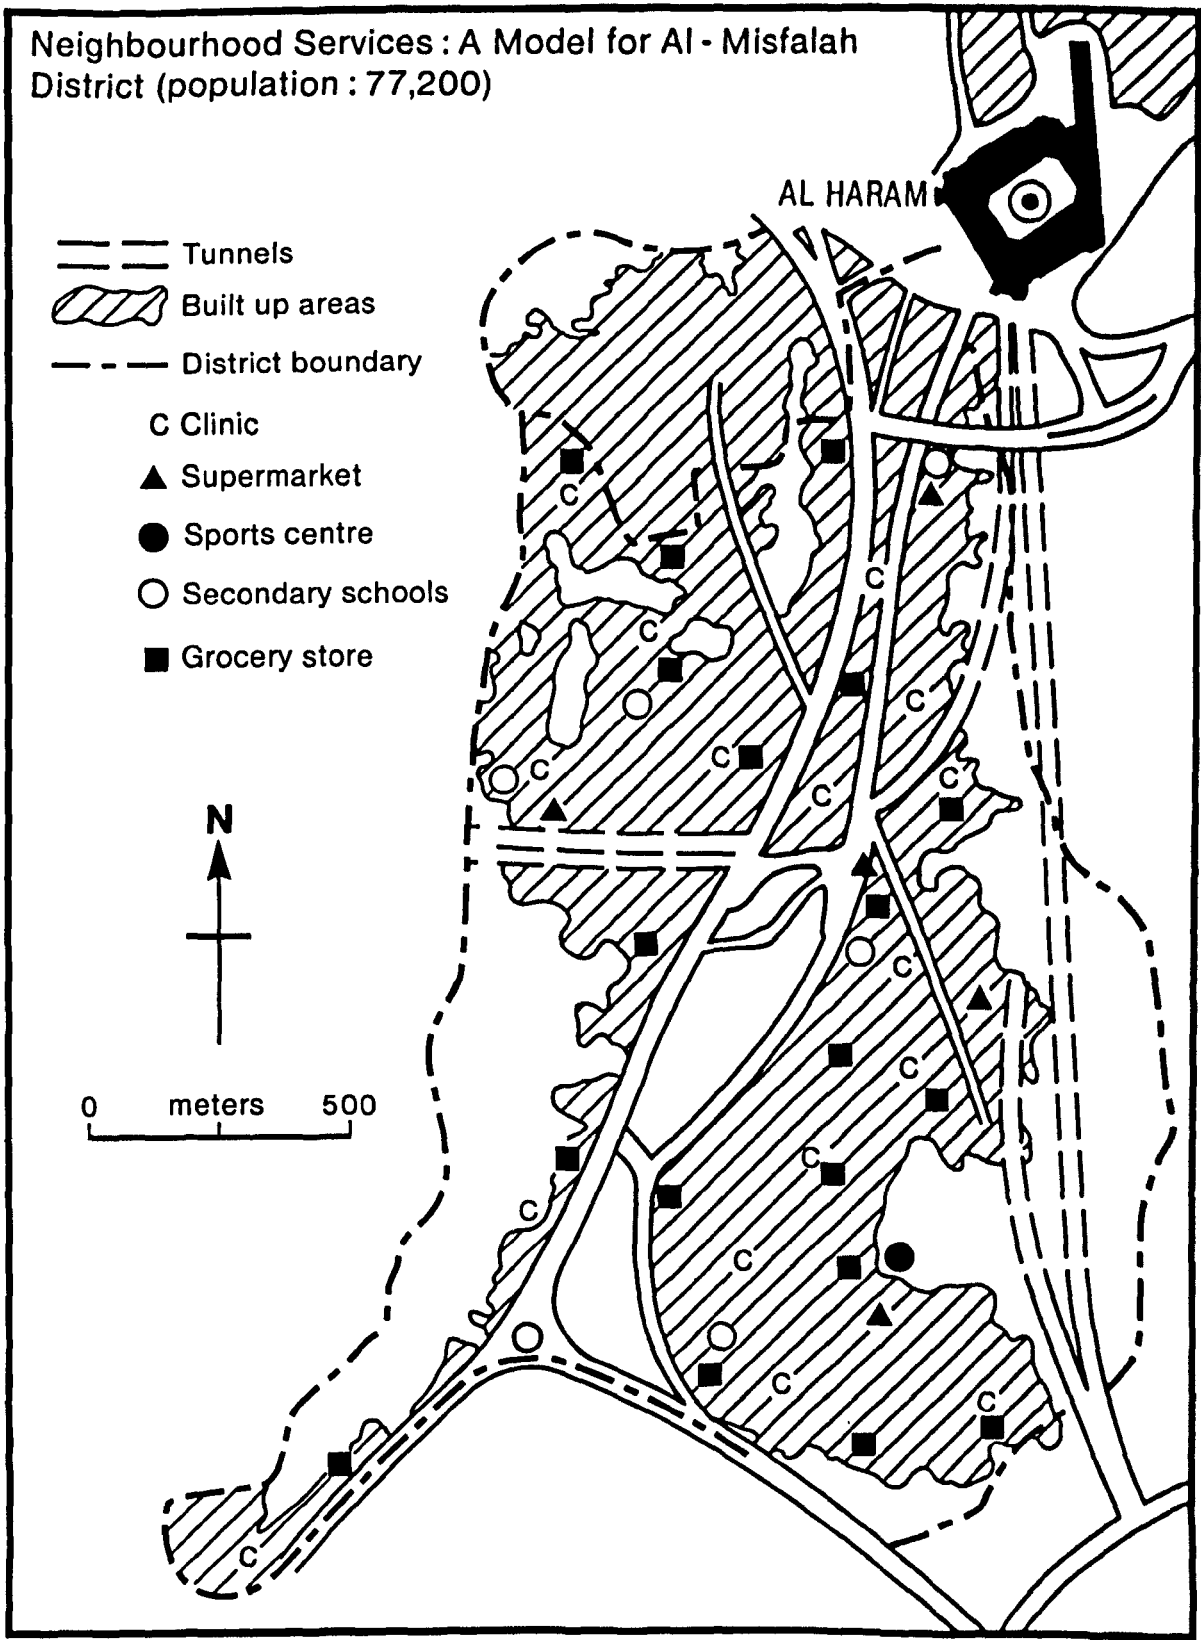 Neighbourhood Services : A Model for Al - Misfalah
District (population : 77,200)
AL HARAM
Tunnels
Built up areas
District boundary
C Clinic
Supermarket
Sports centre
Secondary schools
Grocery store
C
C
C
C
C
C
C
C
N
C
C
0 meters 500
C
C
C
C
C
C
C